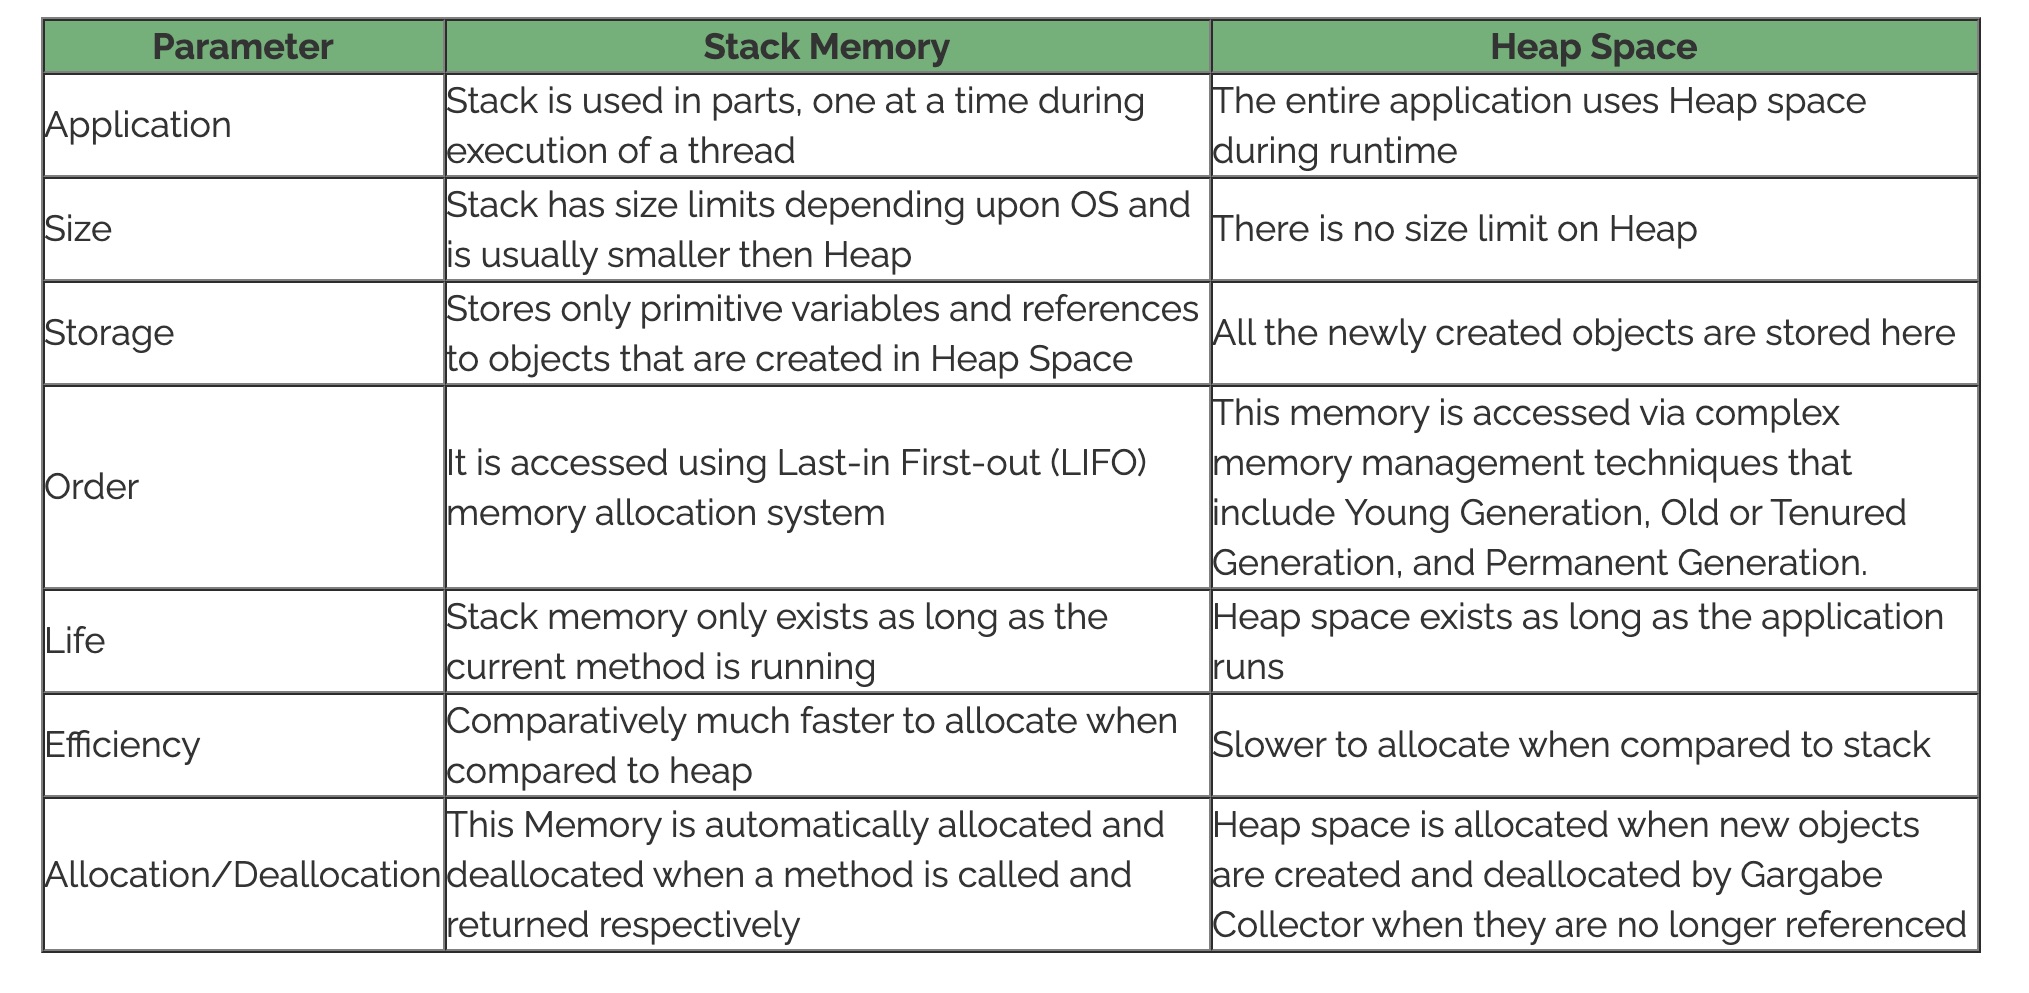 Parameter
Stack Memory
Heap Space
Application
Stack is used in parts, one at a time during
execution of a thread
The entire application uses Heap space
during runtime
Size
Stack has size limits depending upon OS and
is usually smaller then Heap
There is no size limit on Heap
Storage
Stores only primitive variables and references
to objects that are created in Heap Space
All the newly created objects are stored here
Order
It is accessed using Last-in First-out (LIFO)
memory allocation system
This memory is accessed via complex
memory management techniques that
include Young Generation, Old or Tenured
Generation, and Permanent Generation.
Life
Stack memory only exists as long as the
current method is running
Heap space exists as long as the application
runs
Efficiency
Comparatively much faster to allocate when
compared to heap
Slower to allocate when compared to stack
Allocation/Deallocation
This Memory is automatically allocated and
deallocated when a method is called and
returned respectively
Heap space is allocated when new objects
are created and deallocated by Gargabe
Collector when they are no longer referenced